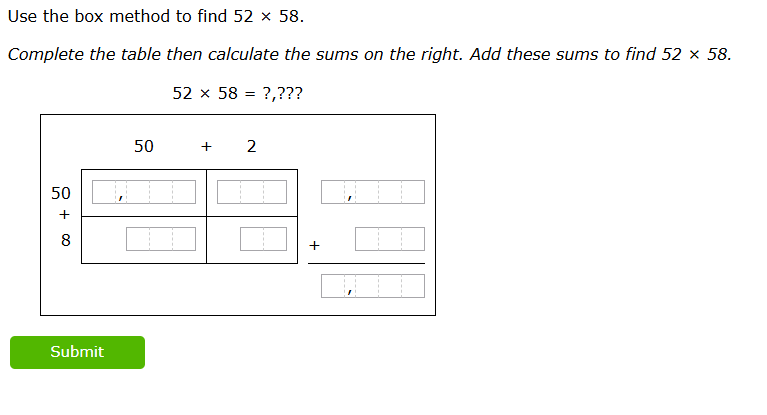 Use the box method to find 52 × 58.
Complete the table then calculate the sums on the right. Add these sums to find 52 × 58.
52 × 58 = ?,???
50 + 2
50 , ,
+
8 +
,
Submit